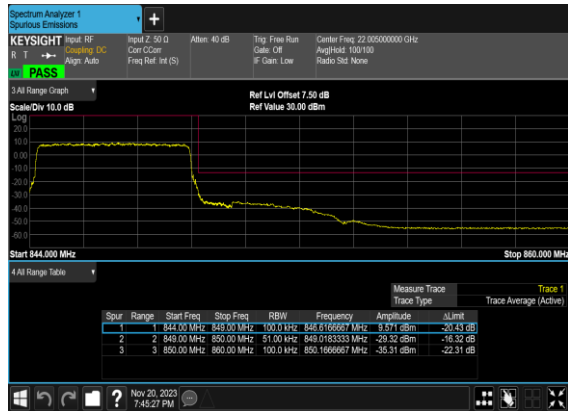 Spectrum Analyzer 1
Spurious Emissions
+
KEYSIGHT Input: RF Input Z: 50 Ω Atten: 40 dB Trig: Free Run Center Freq: 22.005000000 GHz
R T Coupling: DC Corr CCorr Gate: Off Avg|Hold: 100/100
Align: Auto Freq Ref: Int (S) IF Gain: Low Radio Std: None
PASS
3 All Range Graph
Ref Lvl Offset 7.50 dB
Scale/Div 10.0 dB Ref Value 30.00 dBm
Log
20.0
10.0
0.00
-10.0
-20.0
-30.0
-40.0
-50.0
-60.0
Start 844.000 MHz Stop 860.000 MHz
4 All Range Table
Measure Trace Trace 1
Trace Type Trace Average (Active)
Spur Range Start Freq Stop Freq RBW Frequency Amplitude ΔLimit
1 1 844.00 MHz 849.00 MHz 100.0 kHz 846.6166667 MHz 9.571 dBm -20.43 dB
2 2 849.00 MHz 850.00 MHz 51.00 kHz 849.0183333 MHz -29.32 dBm -16.32 dB
3 3 850.00 MHz 860.00 MHz 100.0 kHz 850.1666667 MHz -35.31 dBm -22.31 dB
? Nov 20, 2023
7:45:27 PM